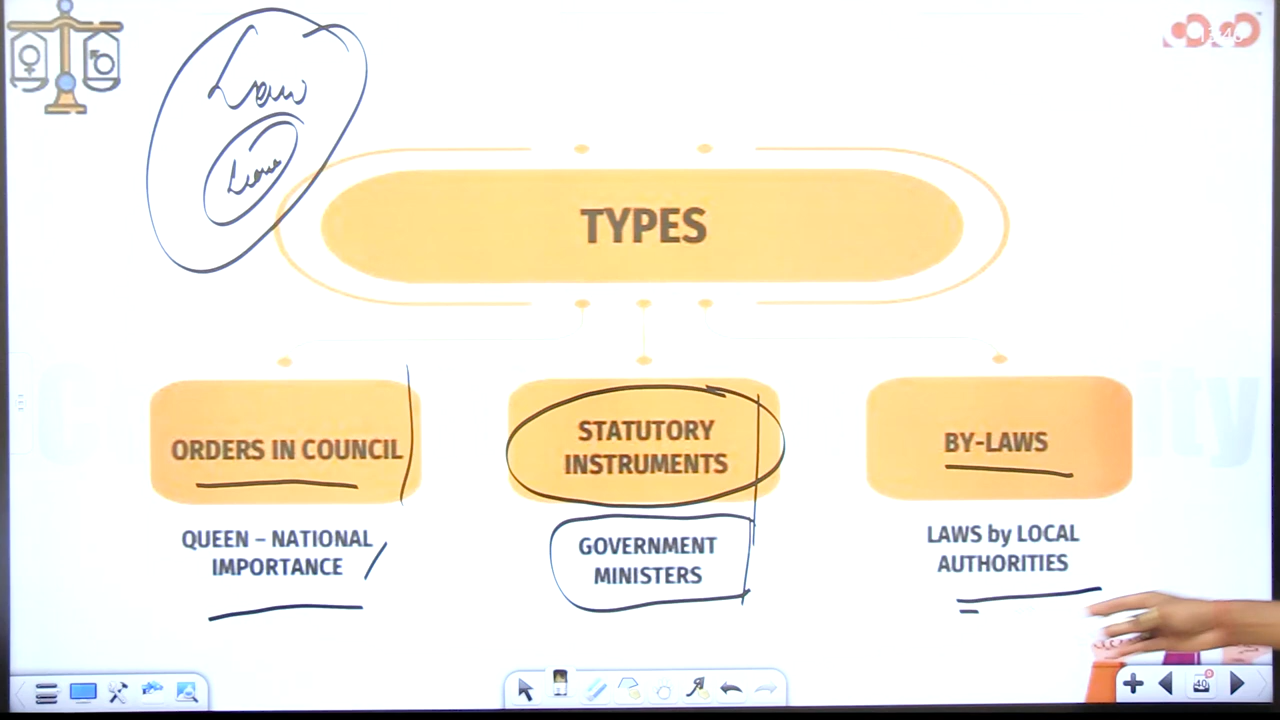 Law
Law
TYPES
ORDERS IN COUNCIL
STATUTORY
INSTRUMENTS
BY-LAWS
QUEEN – NATIONAL
IMPORTANCE
GOVERNMENT
MINISTERS
LAWS by LOCAL
AUTHORITIES
40